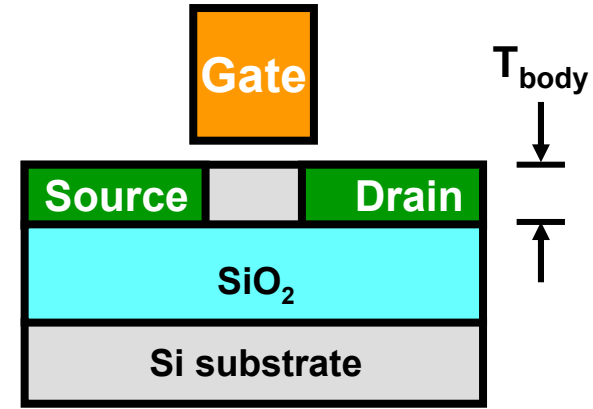 Gate
T_body
Source
Drain
SiO₂
Si substrate